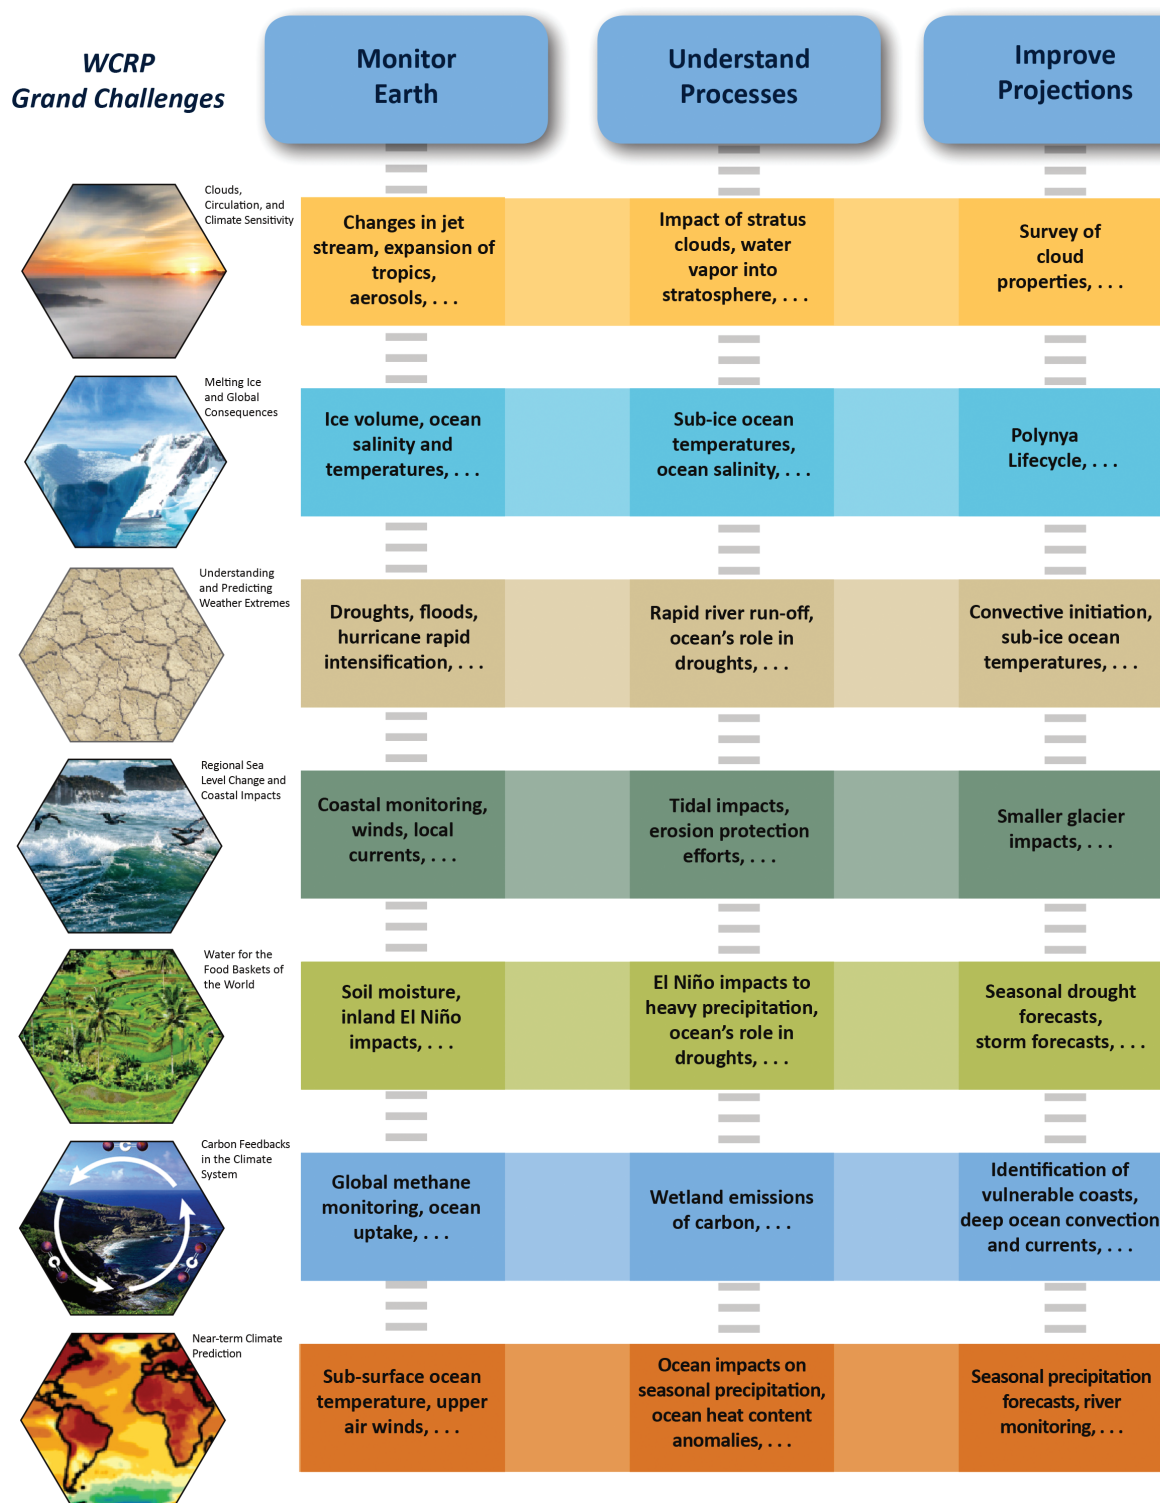 WCRP
Grand Challenges
Monitor
Earth
Understand
Processes
Improve
Projections
Clouds,
Circulation, and
Climate Sensitivity
Changes in jet
stream, expansion of
tropics,
aerosols, . . .
Impact of stratus
clouds, water
vapor into
stratosphere, . . .
Survey of
cloud
properties, . . .
Melting Ice
and Global
Consequences
Ice volume, ocean
salinity and
temperatures, . . .
Sub-ice ocean
temperatures,
ocean salinity, . . .
Polynya
Lifecycle, . . .
Understanding
and Predicting
Weather Extremes
Droughts, floods,
hurricane rapid
intensification, . . .
Rapid river run-off,
ocean’s role in
droughts, . . .
Convective initiation,
sub-ice ocean
temperatures, . . .
Regional Sea
Level Change and
Coastal Impacts
Coastal monitoring,
winds, local
currents, . . .
Tidal impacts,
erosion protection
efforts, . . .
Smaller glacier
impacts, . . .
Water for the
Food Baskets of
the World
Soil moisture,
inland El Niño
impacts, . . .
El Niño impacts to
heavy precipitation,
ocean’s role in
droughts, . . .
Seasonal drought
forecasts,
storm forecasts, . . .
Carbon Feedbacks
in the Climate
System
Global methane
monitoring, ocean
uptake, . . .
Wetland emissions
of carbon, . . .
Identification of
vulnerable coasts,
deep ocean convection
and currents, . . .
Near-term Climate
Prediction
Sub-surface ocean
temperature, upper
air winds, . . .
Ocean impacts on
seasonal precipitation,
ocean heat content
anomalies, . . .
Seasonal precipitation
forecasts, river
monitoring, . . .